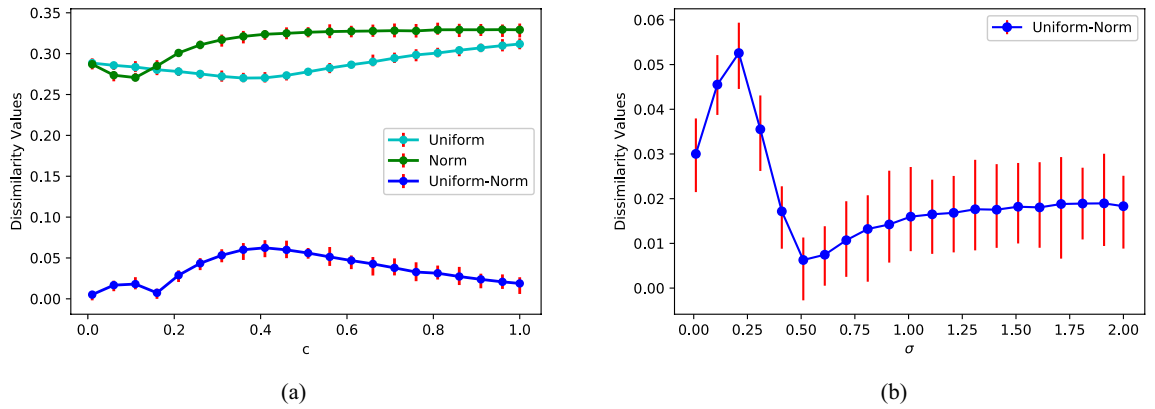 0.35
0.30
0.25
0.20
0.15
0.10
0.05
0.00
Dissimilarity Values
Uniform
Norm
Uniform-Norm
0.0 0.2 0.4 0.6 0.8 1.0
c
(a)
0.06
0.05
0.04
0.03
0.02
0.01
0.00
Dissimilarity Values
Uniform-Norm
0.00 0.25 0.50 0.75 1.00 1.25 1.50 1.75 2.00
σ
(b)